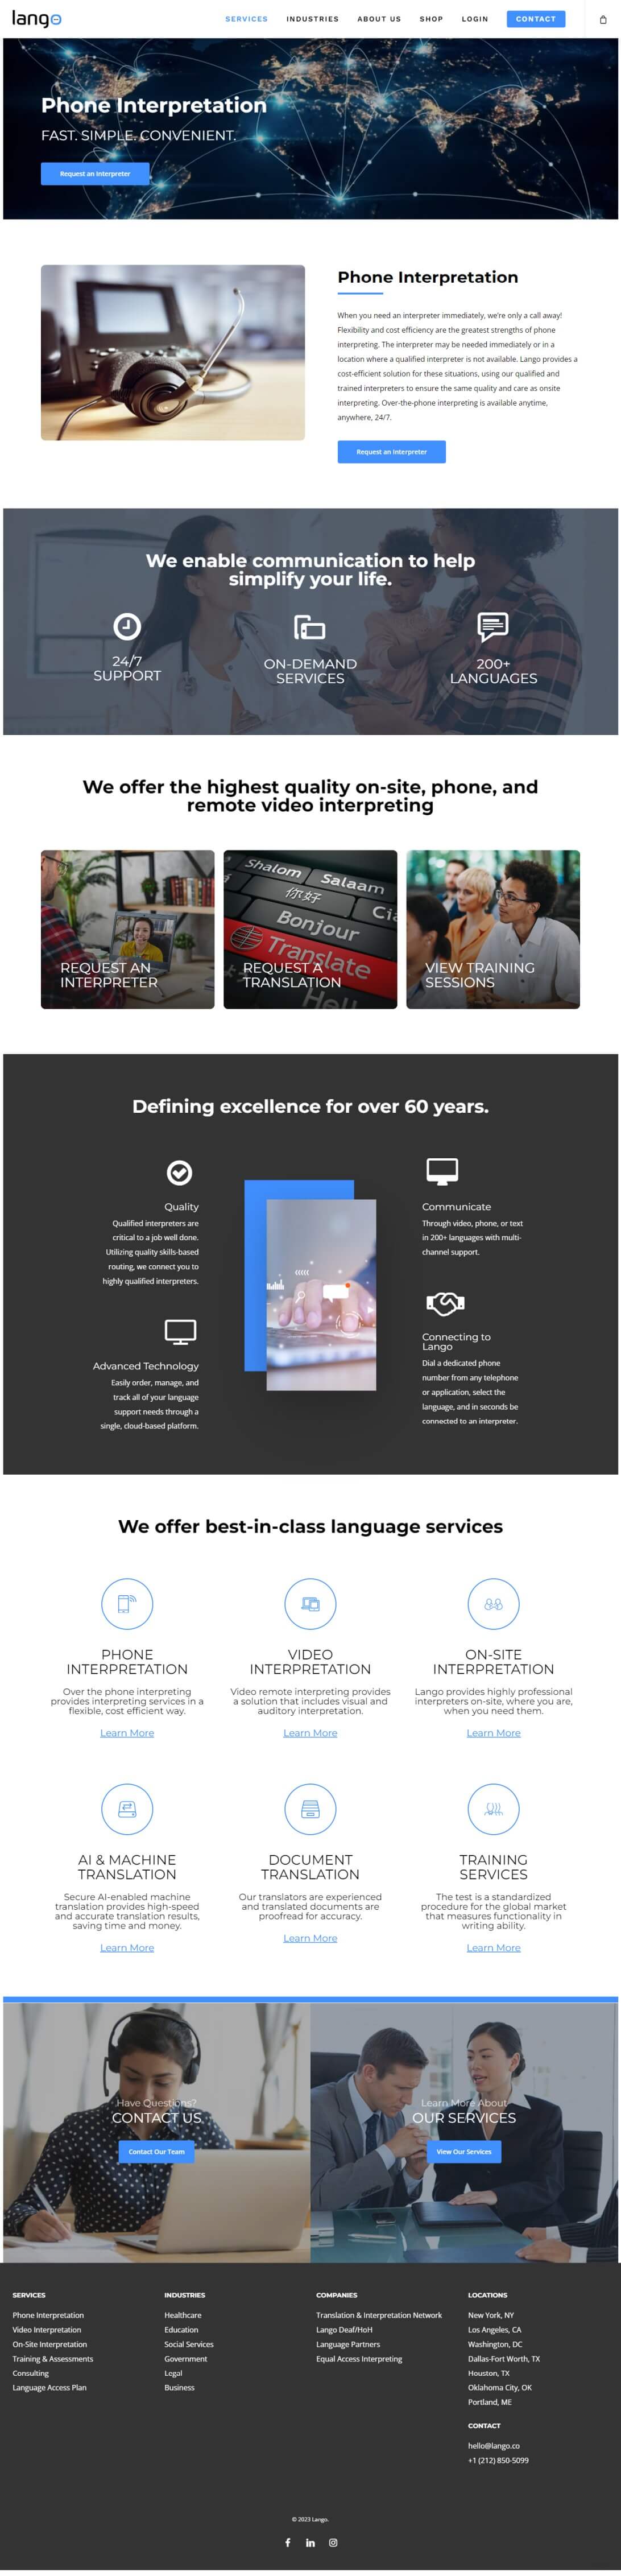 lango
SERVICES INDUSTRIES ABOUT US SHOP LOGIN CONTACT
Phone Interpretation
FAST. SIMPLE. CONVENIENT.
Request an Interpreter
Phone Interpretation
When you need an interpreter immediately, we're only a call away!
Flexibility and cost efficiency are the greatest strengths of phone
interpreting. The interpreter may be needed immediately or in a
location where a qualified interpreter is not available. Lango provides a
cost-efficient solution for these situations, using our qualified and
trained interpreters to ensure the same quality and care as onsite
interpreting. Over-the-phone interpreting is available anytime,
anywhere, 24/7.
Request an Interpreter
We enable communication to help
simplify your life.
24/7
SUPPORT
ON-DEMAND
SERVICES
200+
LANGUAGES
We offer the highest quality on-site, phone, and
remote video interpreting
REQUEST AN
INTERPRETER
Shalom Salaam
你好
Bonjour
Translate
REQUEST A
TRANSLATION
VIEW TRAINING
SESSIONS
Defining excellence for over 60 years.
Quality
Qualified interpreters are
critical to a job well done.
Utilizing quality skills-based
routing, we connect you to
highly qualified interpreters.
Advanced Technology
Easily order, manage, and
track all of your language
support needs through a
single, cloud-based platform.
Communicate
Through video, phone, or text
in 200+ languages with multi-
channel support.
Connecting to
Lango
Dial a dedicated phone
number from any telephone
or application, select the
language, and in seconds be
connected to an interpreter.
We offer best-in-class language services
PHONE
INTERPRETATION
Over the phone interpreting
provides interpreting services in a
flexible, cost efficient way.
Learn More
VIDEO
INTERPRETATION
Video remote interpreting provides
a solution that includes visual and
auditory interpretation.
Learn More
ON-SITE
INTERPRETATION
Lango provides highly professional
interpreters on-site, where you are,
when you need them.
Learn More
AI & MACHINE
TRANSLATION
Secure AI-enabled machine
translation provides high-speed
and accurate translation results,
saving time and money.
Learn More
DOCUMENT
TRANSLATION
Our translators are experienced
and translated documents are
proofread for accuracy.
Learn More
TRAINING
SERVICES
The test is a standardized
procedure for the global market
that measures functionality in
writing ability.
Learn More
Have Questions?
CONTACT US
Contact Our Team
Learn More About
OUR SERVICES
View Our Services
SERVICES
Phone Interpretation
Video Interpretation
On-Site Interpretation
Training & Assessments
Consulting
Language Access Plan
INDUSTRIES
Healthcare
Education
Social Services
Government
Legal
Business
COMPANIES
Translation & Interpretation Network
Lango Deaf/HoH
Language Partners
Equal Access Interpreting
LOCATIONS
New York, NY
Los Angeles, CA
Washington, DC
Dallas-Fort Worth, TX
Houston, TX
Oklahoma City, OK
Portland, ME
CONTACT
hello@lango.co
+1 (212) 850-5099
© 2023 Lango.